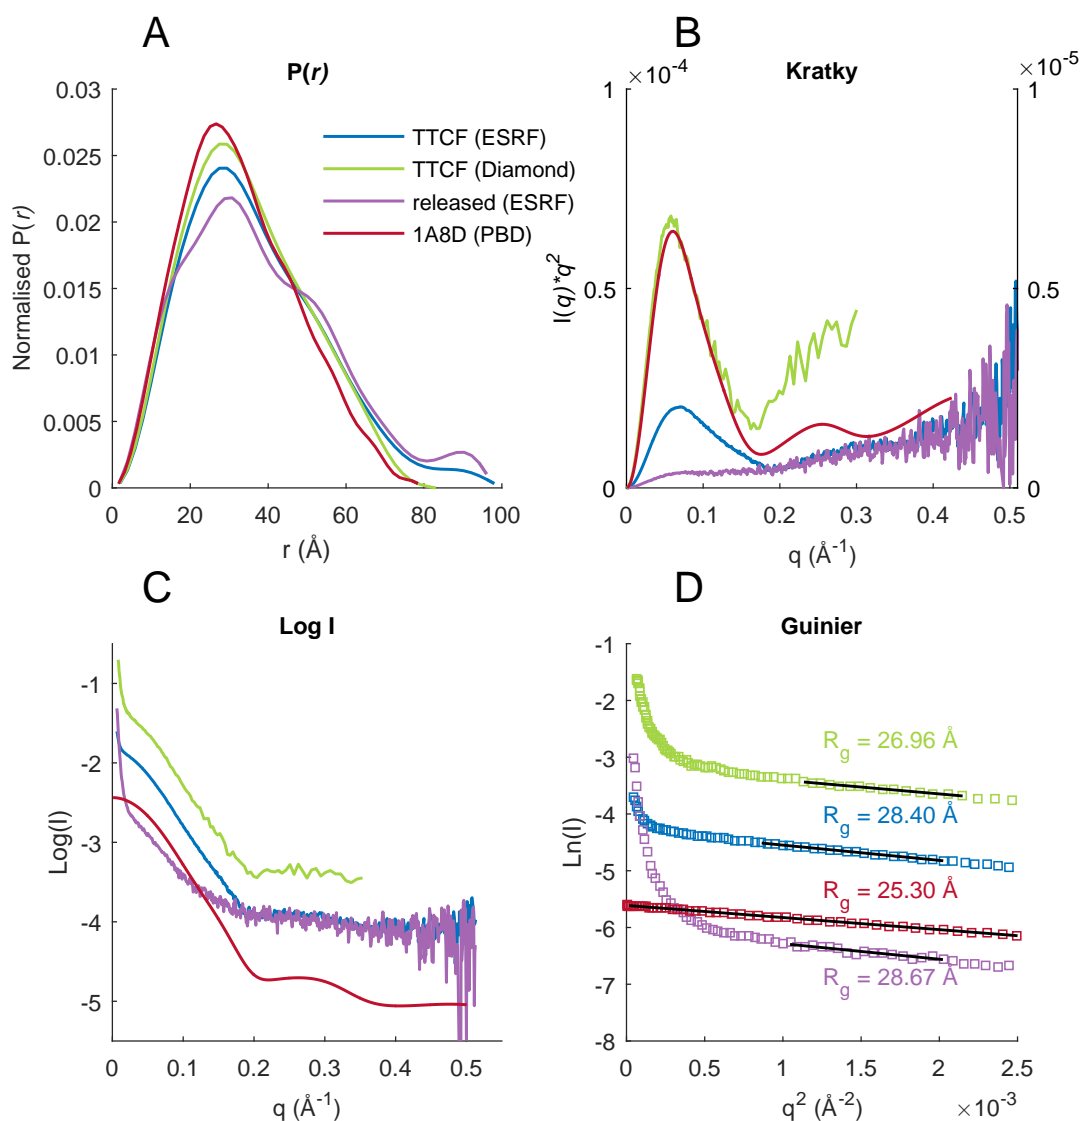 A
P(r)
0.03
0.025
0.02
0.015
0.01
0.005
0
Normalised P(r)
0 20 40 60 80 100
r (Å)
TTCF (ESRF)
TTCF (Diamond)
released (ESRF)
1A8D (PBD)
B
×10⁻⁴ Kratky ×10⁻⁵
1
0.5
0
I(q)*q²
1
0.5
0
0 0.1 0.2 0.3 0.4 0.5
q (Å⁻¹)
C
Log I
-1
-2
-3
-4
-5
Log(I)
0 0.1 0.2 0.3 0.4 0.5
q (Å⁻¹)
D
Guinier
-1
-2
-3
-4
-5
-6
-7
-8
Ln(I)
R_g = 26.96 Å
R_g = 28.40 Å
R_g = 25.30 Å
R_g = 28.67 Å
0 0.5 1 1.5 2 2.5
q² (Å⁻²) ×10⁻³